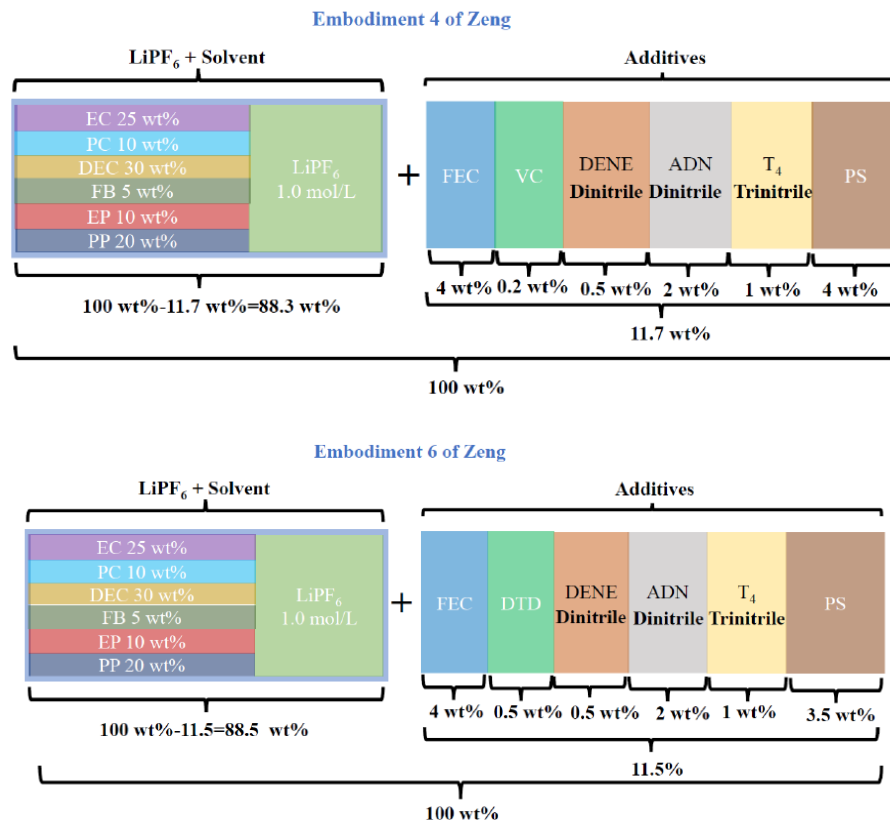 Embodiment 4 of Zeng
LiPF₆ + Solvent
Additives
EC 25 wt%
PC 10 wt%
DEC 30 wt%
FB 5 wt%
EP 10 wt%
PP 20 wt%
LiPF₆
1.0 mol/L
+
FEC
VC
DENE
Dinitrile
ADN
Dinitrile
T₄
Trinitrile
PS
4 wt%
0.2 wt%
0.5 wt%
2 wt%
1 wt%
4 wt%
100 wt%-11.7 wt%=88.3 wt%
11.7 wt%
100 wt%
Embodiment 6 of Zeng
LiPF₆ + Solvent
Additives
EC 25 wt%
PC 10 wt%
DEC 30 wt%
FB 5 wt%
EP 10 wt%
PP 20 wt%
LiPF₆
1.0 mol/L
+
FEC
DTD
DENE
Dinitrile
ADN
Dinitrile
T₄
Trinitrile
PS
4 wt%
0.5 wt%
0.5 wt%
2 wt%
1 wt%
3.5 wt%
100 wt%-11.5=88.5 wt%
11.5%
100 wt%